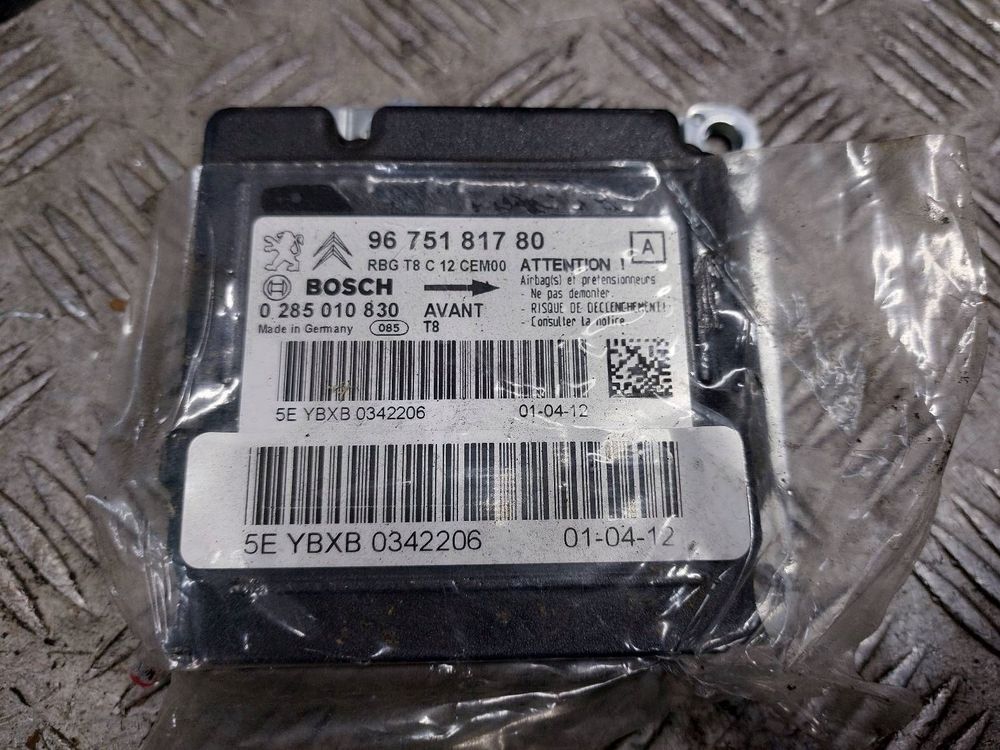 96 751 817 80
A
RBG T8 C 12 CEM00
ATTENTION !
Airbag(s) et pretensionneurs
- Ne pas demonter.
- RISQUE DE DECLENCHEMENT!
- Consulter la notice.
BOSCH
0 285 010 830
AVANT
Made in Germany
085
T8
5E YBXB 0342206
01-04-12
5E YBXB 0342206
01-04-12